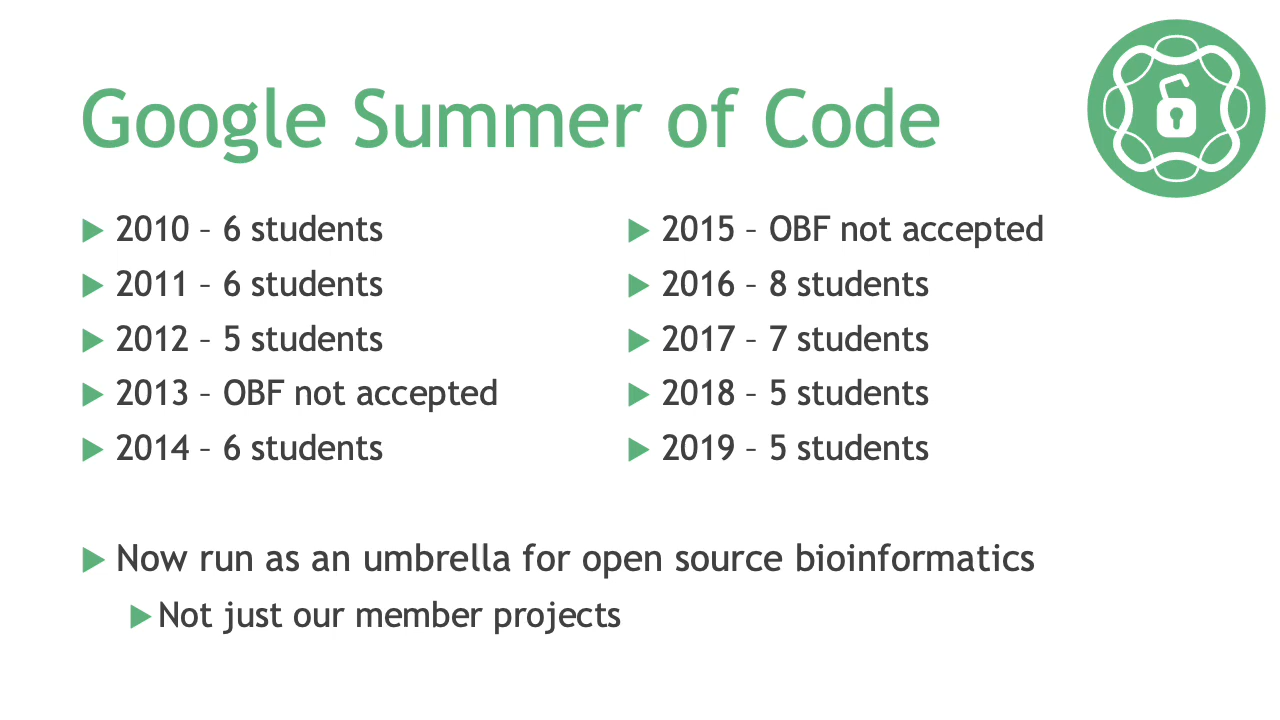 Google Summer of Code
2010 – 6 students
2011 – 6 students
2012 – 5 students
2013 – OBF not accepted
2014 – 6 students
2015 – OBF not accepted
2016 – 8 students
2017 – 7 students
2018 – 5 students
2019 – 5 students
Now run as an umbrella for open source bioinformatics
Not just our member projects